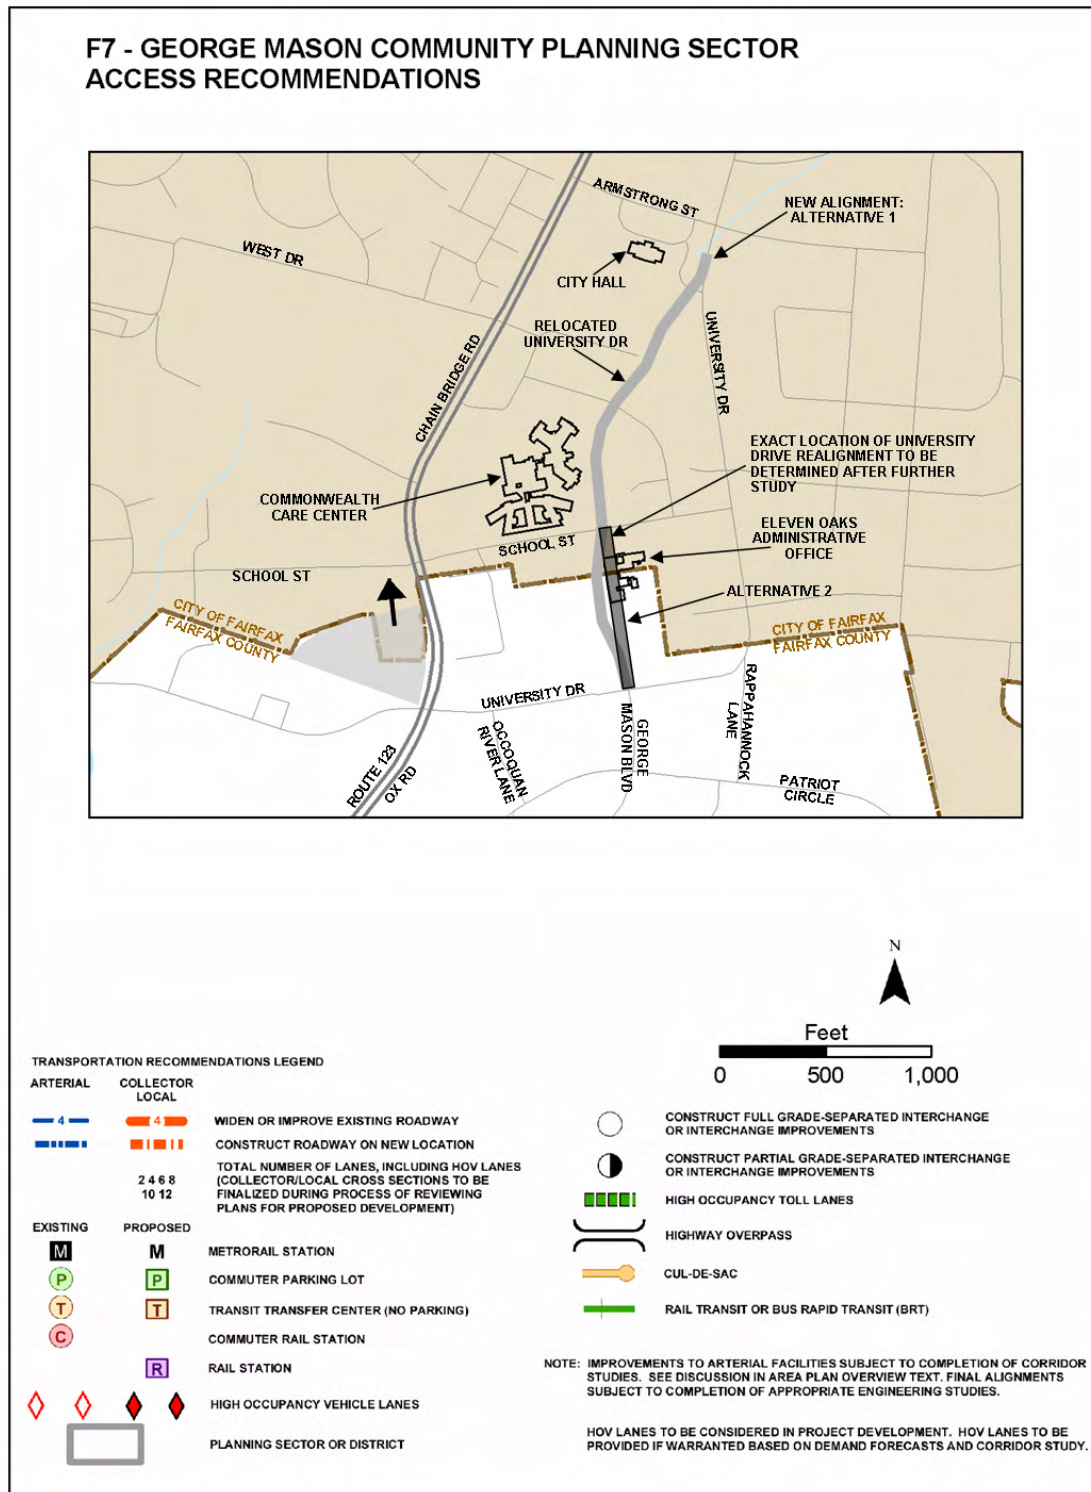 F7 - GEORGE MASON COMMUNITY PLANNING SECTOR
ACCESS RECOMMENDATIONS
ARMSTRONG ST
NEW ALIGNMENT:
ALTERNATIVE 1
WEST DR
CITY HALL
RELOCATED
UNIVERSITY DR
UNIVERSITY DR
CHAIN BRIDGE RD
EXACT LOCATION OF UNIVERSITY
DRIVE REALIGNMENT TO BE
DETERMINED AFTER FURTHER
STUDY
COMMONWEALTH
CARE CENTER
ELEVEN OAKS
ADMINISTRATIVE
OFFICE
SCHOOL ST
SCHOOL ST
ALTERNATIVE 2
CITY OF FAIRFAX
FAIRFAX COUNTY
CITY OF FAIRFAX
FAIRFAX COUNTY
UNIVERSITY DR
RAPPAHANNOCK
LANE
GEORGE
MASON BLVD
OCCOQUAN
RIVER LANE
ROUTE 123
OX RD
PATRIOT
CIRCLE
N
Feet
0 500 1,000
TRANSPORTATION RECOMMENDATIONS LEGEND
ARTERIAL COLLECTOR
LOCAL
4 4 WIDEN OR IMPROVE EXISTING ROADWAY
CONSTRUCT ROADWAY ON NEW LOCATION
2 4 6 8
10 12
TOTAL NUMBER OF LANES, INCLUDING HOV LANES
(COLLECTOR/LOCAL CROSS SECTIONS TO BE
FINALIZED DURING PROCESS OF REVIEWING
PLANS FOR PROPOSED DEVELOPMENT)
EXISTING PROPOSED
M M METRORAIL STATION
P P COMMUTER PARKING LOT
T T TRANSIT TRANSFER CENTER (NO PARKING)
C COMMUTER RAIL STATION
R RAIL STATION
HIGH OCCUPANCY VEHICLE LANES
PLANNING SECTOR OR DISTRICT
CONSTRUCT FULL GRADE-SEPARATED INTERCHANGE
OR INTERCHANGE IMPROVEMENTS
CONSTRUCT PARTIAL GRADE-SEPARATED INTERCHANGE
OR INTERCHANGE IMPROVEMENTS
HIGH OCCUPANCY TOLL LANES
HIGHWAY OVERPASS
CUL-DE-SAC
RAIL TRANSIT OR BUS RAPID TRANSIT (BRT)
NOTE: IMPROVEMENTS TO ARTERIAL FACILITIES SUBJECT TO COMPLETION OF CORRIDOR
STUDIES. SEE DISCUSSION IN AREA PLAN OVERVIEW TEXT. FINAL ALIGNMENTS
SUBJECT TO COMPLETION OF APPROPRIATE ENGINEERING STUDIES.
HOV LANES TO BE CONSIDERED IN PROJECT DEVELOPMENT. HOV LANES TO BE
PROVIDED IF WARRANTED BASED ON DEMAND FORECASTS AND CORRIDOR STUDY.